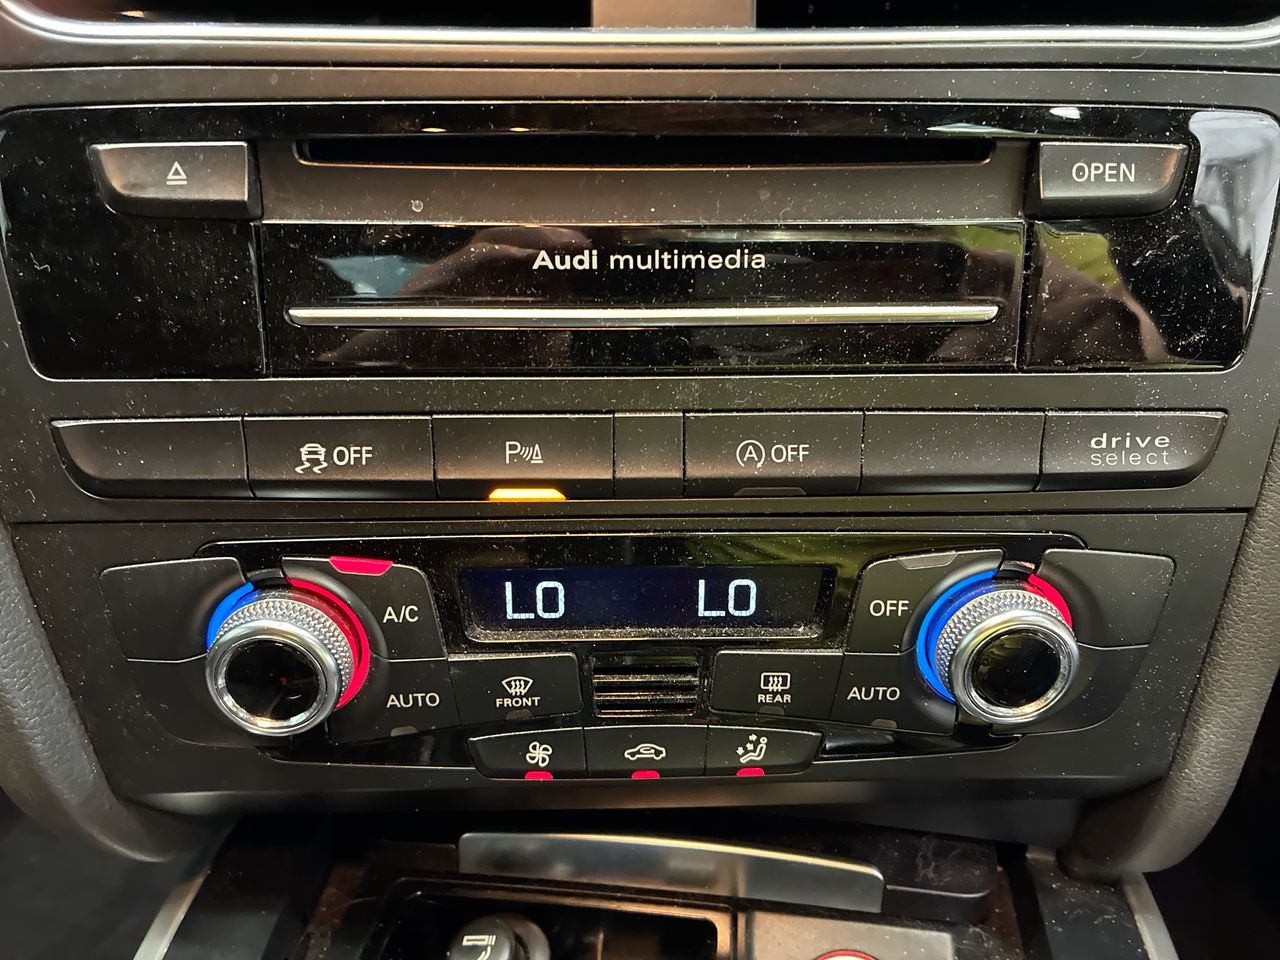 OPEN
Audi multimedia
OFF
P
A OFF
drive
select
LO
LO
A/C
OFF
AUTO
FRONT
REAR
AUTO